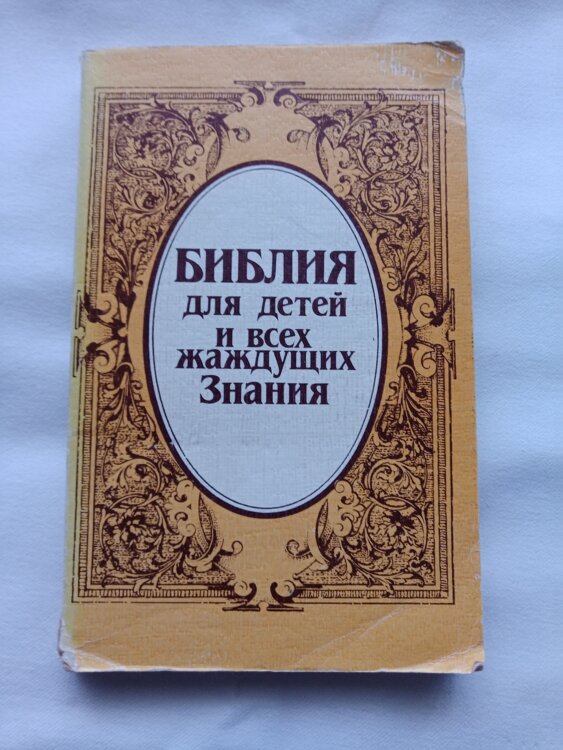 БИБЛИЯ
для детей
и всех
жаждущих
Знания